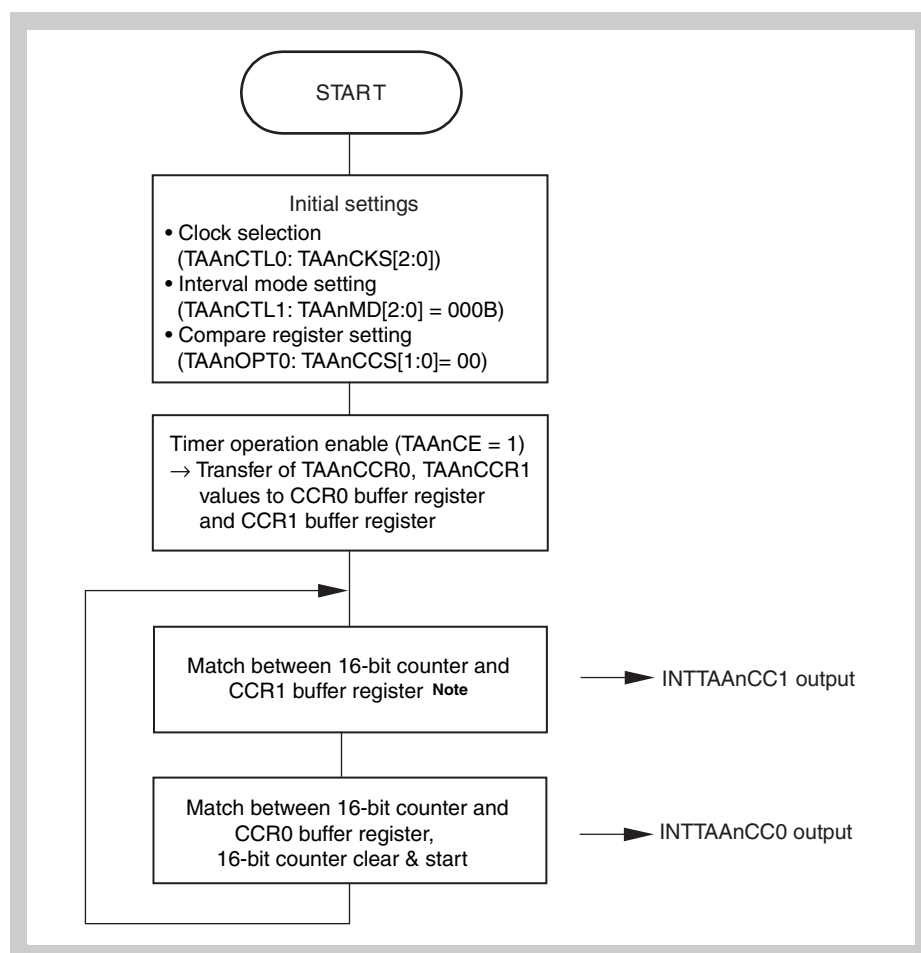 START
Initial settings
• Clock selection
(TAAnCTL0: TAAnCKS[2:0])
• Interval mode setting
(TAAnCTL1: TAAnMD[2:0] = 000B)
• Compare register setting
(TAAnOPT0: TAAnCCS[1:0]= 00)
Timer operation enable (TAAnCE = 1)
→ Transfer of TAAnCCR0, TAAnCCR1
values to CCR0 buffer register
and CCR1 buffer register
Match between 16-bit counter and
CCR1 buffer register Note
INTTAAnCC1 output
Match between 16-bit counter and
CCR0 buffer register,
16-bit counter clear & start
INTTAAnCC0 output